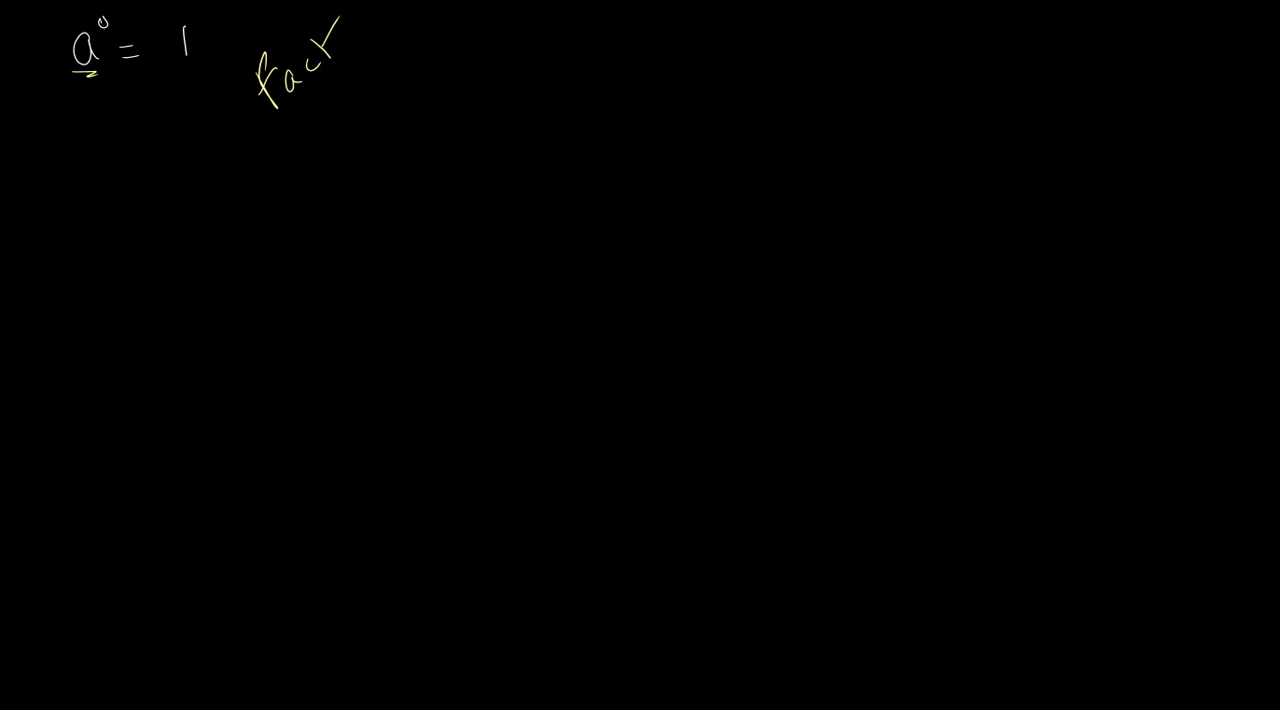 a⁰ = 1
fact